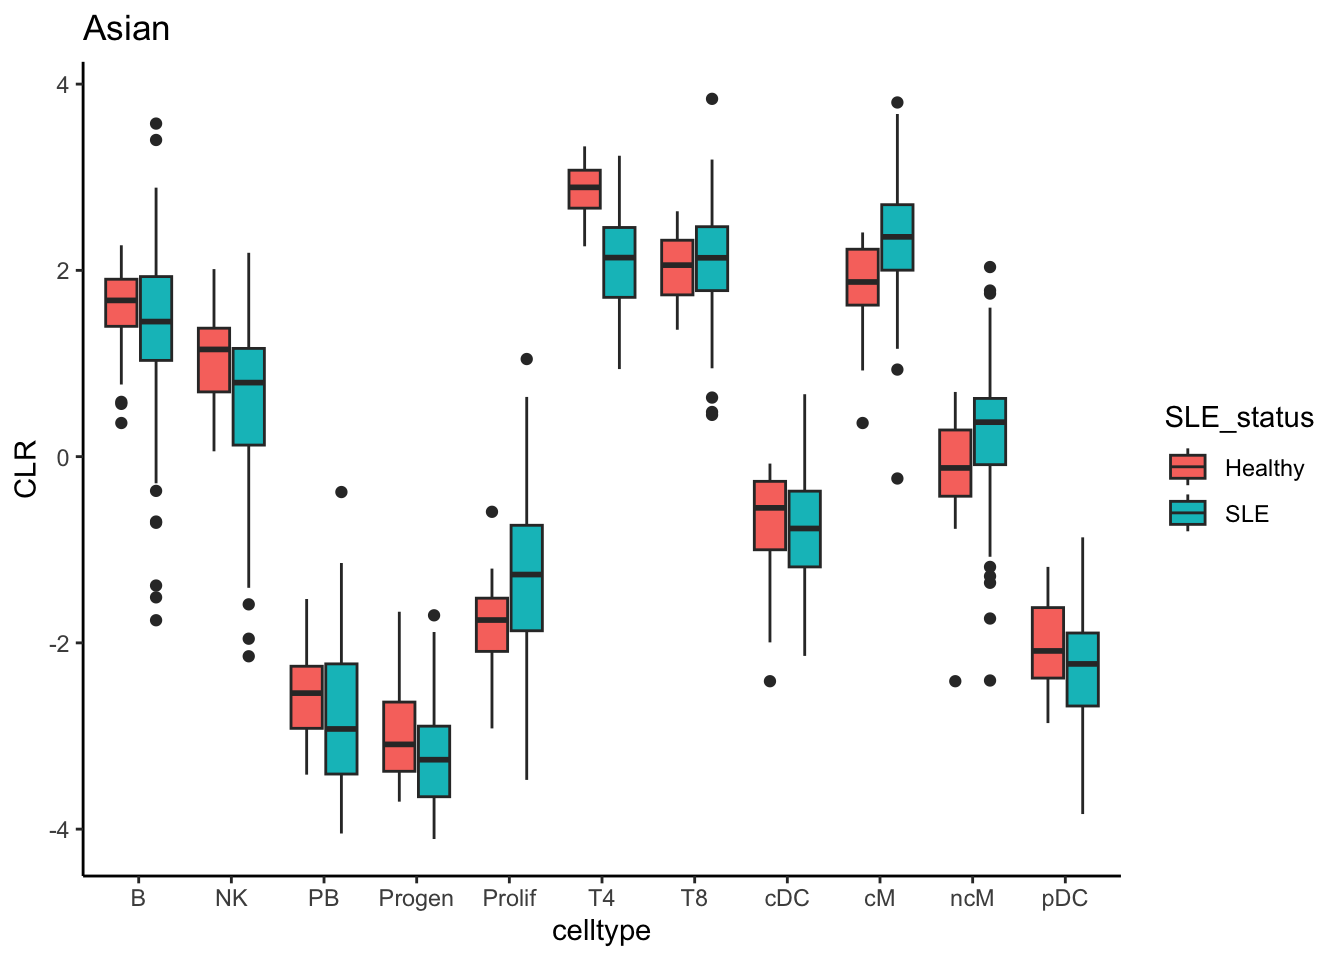 Asian
4
2
0
-2
-4
CLR
B NK PB Progen Prolif T4 T8 cDC cM ncM pDC
celltype
SLE_status
Healthy
SLE